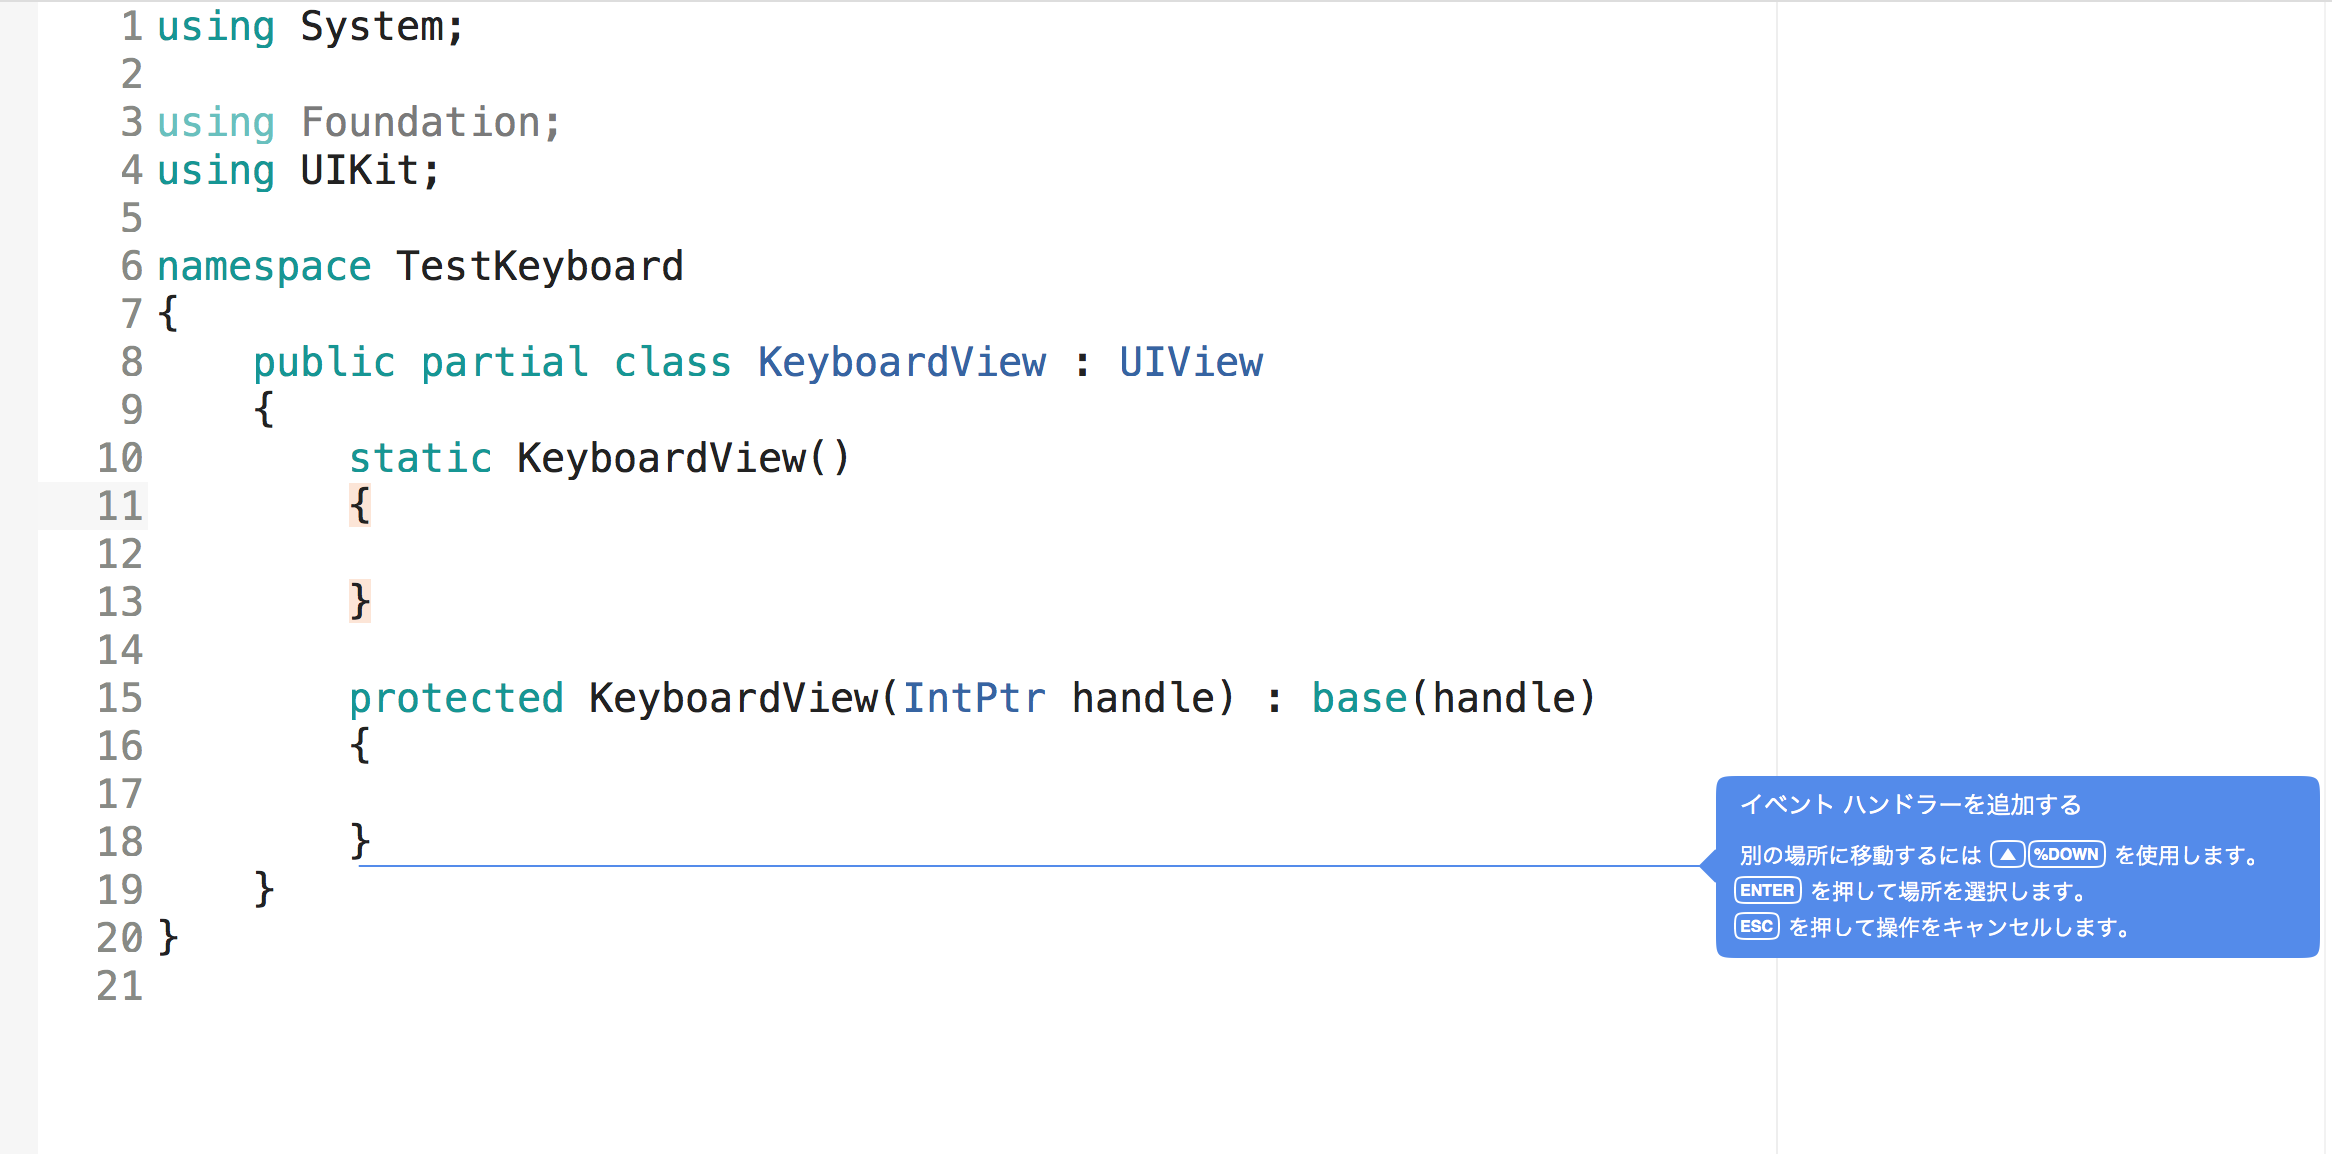 1 using System;
2
3 using Foundation;
4 using UIKit;
5
6 namespace TestKeyboard
7 {
8     public partial class KeyboardView : UIView
9     {
10         static KeyboardView()
11         {
12
13         }
14
15         protected KeyboardView(IntPtr handle) : base(handle)
16         {
17
18         }
19     }
20 }
21
イベント ハンドラーを追加する
別の場所に移動するには ▲ %DOWN を使用します。
ENTER を押して場所を選択します。
ESC を押して操作をキャンセルします。